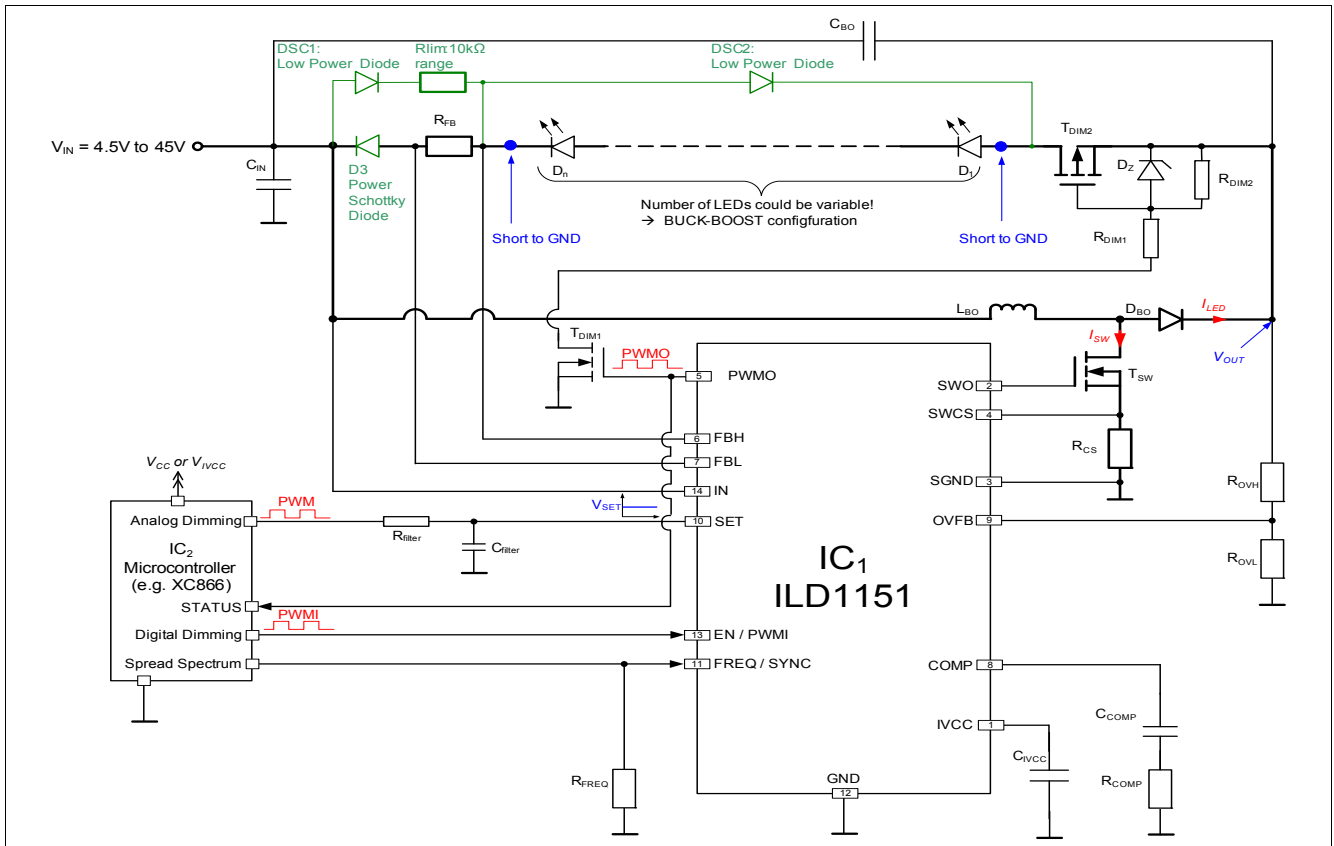 CBO
DSC1:
Low Power Diode
Rlim:10kΩ
range
DSC2:
Low Power Diode
RFB
TDIM2
VIN = 4.5V to 45V
CIN
D3
Power
Schottky
Diode
Dn
D1
DZ
RDIM2
Number of LEDs could be variable!
→ BUCK-BOOST configfuration
Short to GND
Short to GND
RDIM1
LBO
DBO
ILED
TDIM1
PWMO
ISW
VOUT
5
PWMO
SWO
2
TSW
SWCS
4
6
FBH
RCS
7
FBL
VCC or VIVCC
14
IN
SGND
3
ROVH
PWM
VSET
Analog Dimming
10
SET
OVFB
9
Rfilter
Cfilter
IC2
Microcontroller
(e.g. XC866)
IC1
ILD1151
ROVL
STATUS
PWMI
Digital Dimming
13
EN / PWMI
Spread Spectrum
11
FREQ / SYNC
COMP
8
CCOMP
IVCC
1
CIVCC
RFREQ
GND
12
RCOMP